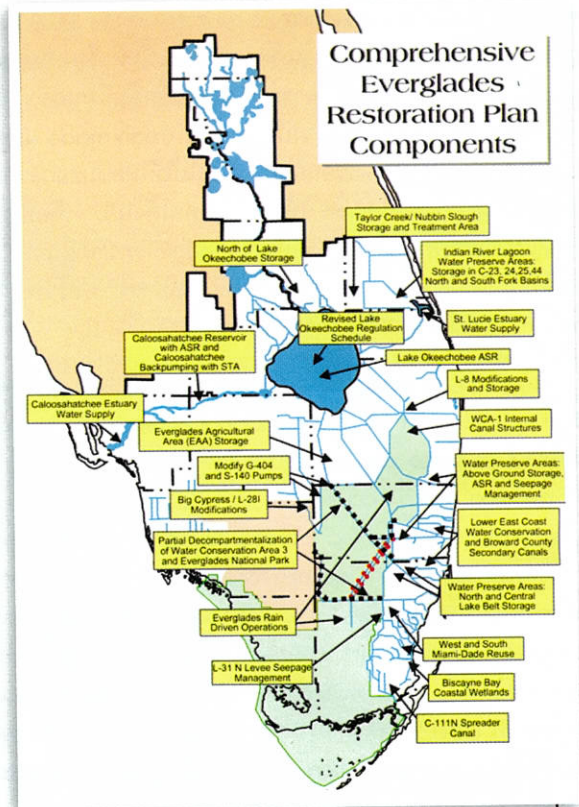 Comprehensive
Everglades
Restoration Plan
Components
Taylor Creek/ Nubbin Slough
Storage and Treatment Area
North of Lake
Okeechobee Storage
Indian River Lagoon
Water Preserve Areas:
Storage in C-23, 24,25,44
North and South Fork Basins
Revised Lake
Okeechobee Regulation
Schedule
St. Lucie Estuary
Water Supply
Caloosahatchee Reservoir
with ASR and
Caloosahatchee
Backpumping with STA
Lake Okeechobee ASR
L-8 Modifications
and Storage
Caloosahatchee Estuary
Water Supply
WCA-1 Internal
Canal Structures
Everglades Agricultural
Area (EAA) Storage
Modify G-404
and S-140 Pumps
Water Preserve Areas:
Above Ground Storage,
ASR and Seepage
Management
Big Cypress / L-28I
Modifications
Lower East Coast
Water Conservation
and Broward County
Secondary Canals
Partial Decompartmentalization
of Water Conservation Area 3
and Everglades National Park
Water Preserve Areas:
North and Central
Lake Belt Storage
Everglades Rain
Driven Operations
West and South
Miami-Dade Reuse
L-31 N Levee Seepage
Management
Biscayne Bay
Coastal Wetlands
C-111N Spreader
Canal